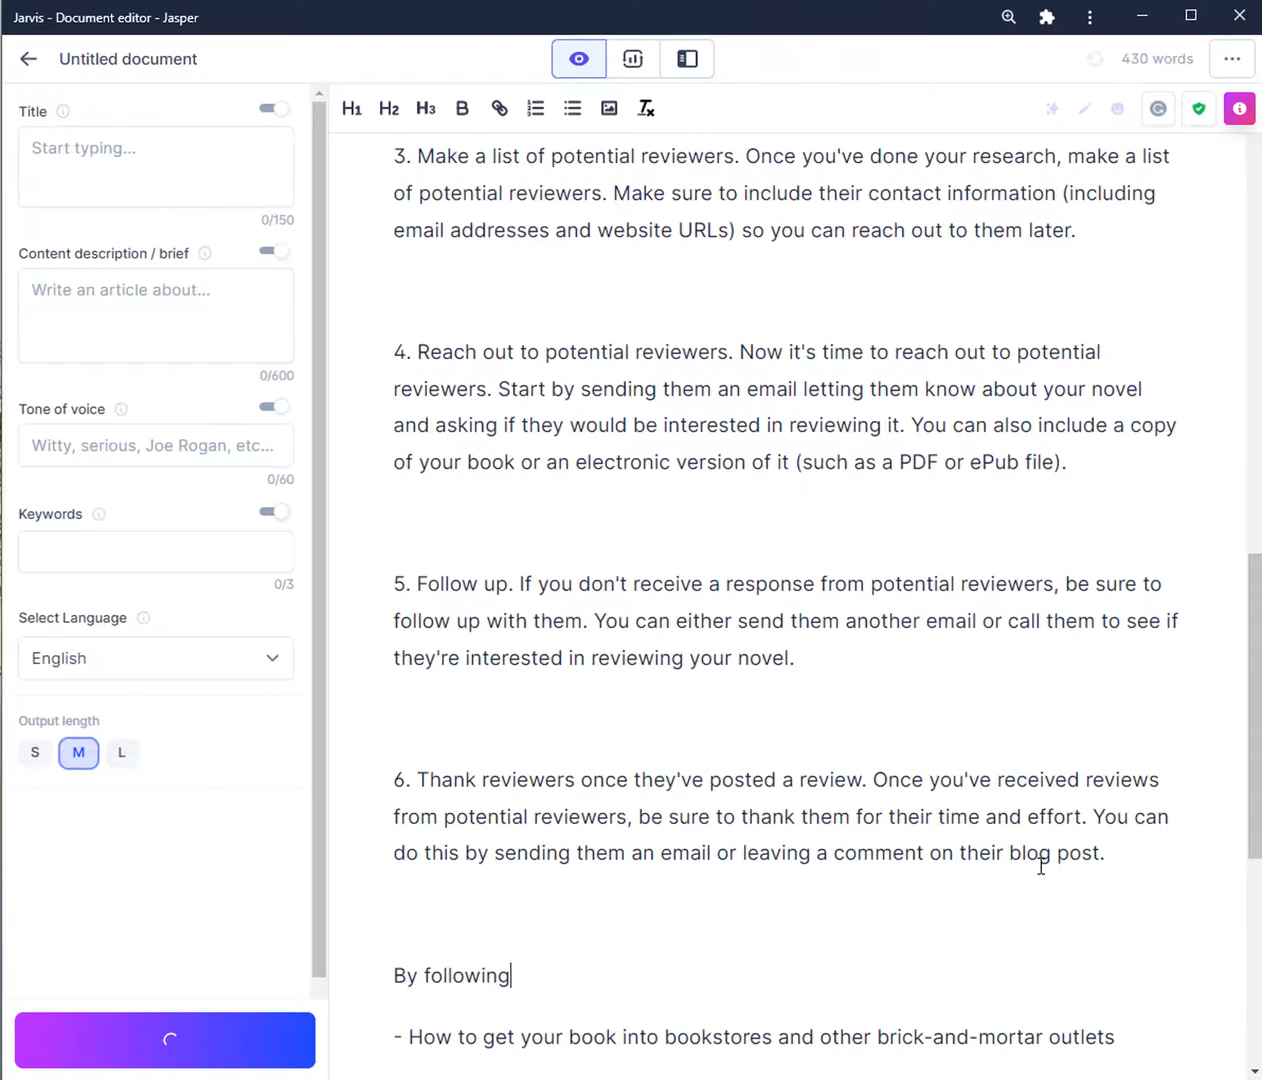 Jarvis - Document editor - Jasper
Untitled document
430 words
Title
Start typing...
0/150
Content description / brief
Write an article about...
0/600
Tone of voice
Witty, serious, Joe Rogan, etc...
0/60
Keywords
0/3
Select Language
English
Output length
S M L
H1 H2 H3 B
3. Make a list of potential reviewers. Once you've done your research, make a list
of potential reviewers. Make sure to include their contact information (including
email addresses and website URLs) so you can reach out to them later.
4. Reach out to potential reviewers. Now it's time to reach out to potential
reviewers. Start by sending them an email letting them know about your novel
and asking if they would be interested in reviewing it. You can also include a copy
of your book or an electronic version of it (such as a PDF or ePub file).
5. Follow up. If you don't receive a response from potential reviewers, be sure to
follow up with them. You can either send them another email or call them to see if
they're interested in reviewing your novel.
6. Thank reviewers once they've posted a review. Once you've received reviews
from potential reviewers, be sure to thank them for their time and effort. You can
do this by sending them an email or leaving a comment on their blog post.
By following
- How to get your book into bookstores and other brick-and-mortar outlets